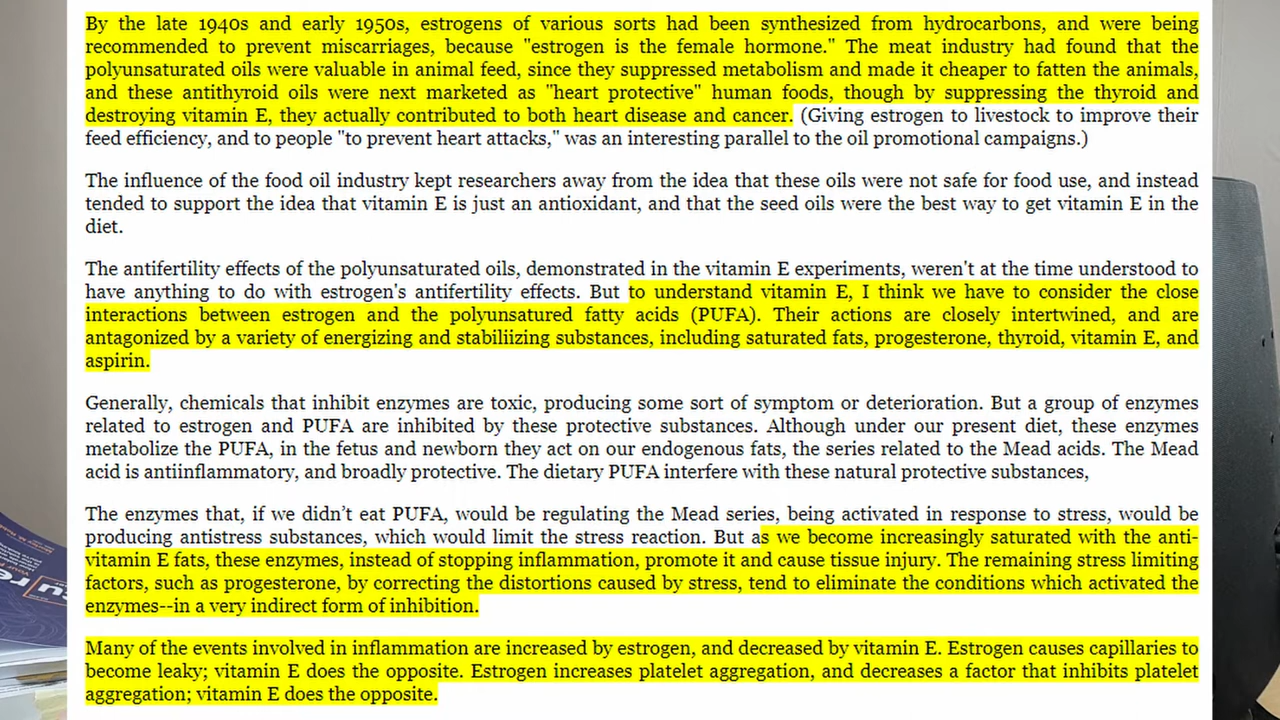 By the late 1940s and early 1950s, estrogens of various sorts had been synthesized from hydrocarbons, and were being
recommended to prevent miscarriages, because "estrogen is the female hormone." The meat industry had found that the
polyunsaturated oils were valuable in animal feed, since they suppressed metabolism and made it cheaper to fatten the animals,
and these antithyroid oils were next marketed as "heart protective" human foods, though by suppressing the thyroid and
destroying vitamin E, they actually contributed to both heart disease and cancer. (Giving estrogen to livestock to improve their
feed efficiency, and to people "to prevent heart attacks," was an interesting parallel to the oil promotional campaigns.)
The influence of the food oil industry kept researchers away from the idea that these oils were not safe for food use, and instead
tended to support the idea that vitamin E is just an antioxidant, and that the seed oils were the best way to get vitamin E in the
diet.
The antifertility effects of the polyunsaturated oils, demonstrated in the vitamin E experiments, weren't at the time understood to
have anything to do with estrogen's antifertility effects. But to understand vitamin E, I think we have to consider the close
interactions between estrogen and the polyunsatured fatty acids (PUFA). Their actions are closely intertwined, and are
antagonized by a variety of energizing and stabiliizing substances, including saturated fats, progesterone, thyroid, vitamin E, and
aspirin.
Generally, chemicals that inhibit enzymes are toxic, producing some sort of symptom or deterioration. But a group of enzymes
related to estrogen and PUFA are inhibited by these protective substances. Although under our present diet, these enzymes
metabolize the PUFA, in the fetus and newborn they act on our endogenous fats, the series related to the Mead acids. The Mead
acid is antiinflammatory, and broadly protective. The dietary PUFA interfere with these natural protective substances,
The enzymes that, if we didn’t eat PUFA, would be regulating the Mead series, being activated in response to stress, would be
producing antistress substances, which would limit the stress reaction. But as we become increasingly saturated with the anti-
vitamin E fats, these enzymes, instead of stopping inflammation, promote it and cause tissue injury. The remaining stress limiting
factors, such as progesterone, by correcting the distortions caused by stress, tend to eliminate the conditions which activated the
enzymes--in a very indirect form of inhibition.
Many of the events involved in inflammation are increased by estrogen, and decreased by vitamin E. Estrogen causes capillaries to
become leaky; vitamin E does the opposite. Estrogen increases platelet aggregation, and decreases a factor that inhibits platelet
aggregation; vitamin E does the opposite.